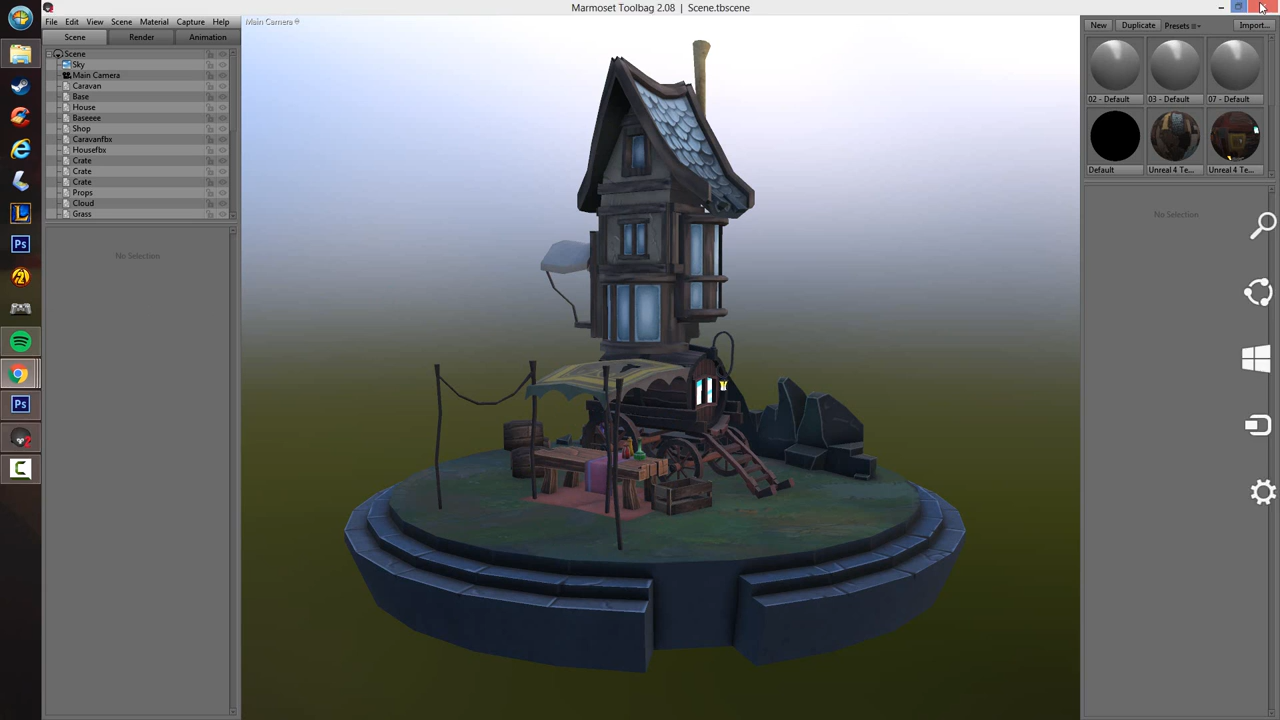 Marmoset Toolbag 2.08 | Scene.tbscene
File Edit View Scene Material Capture Help
Scene Render Animation
Scene
Sky
Main Camera
Caravan
Base
House
Baseeee
Shop
Caravanfbx
Housefbx
Crate
Crate
Crate
Props
Cloud
Grass
No Selection
Main Camera
New Duplicate Presets Import...
02 - Default 03 - Default 07 - Default
Default Unreal 4 Te... Unreal 4 Te...
No Selection
Ps
Ps